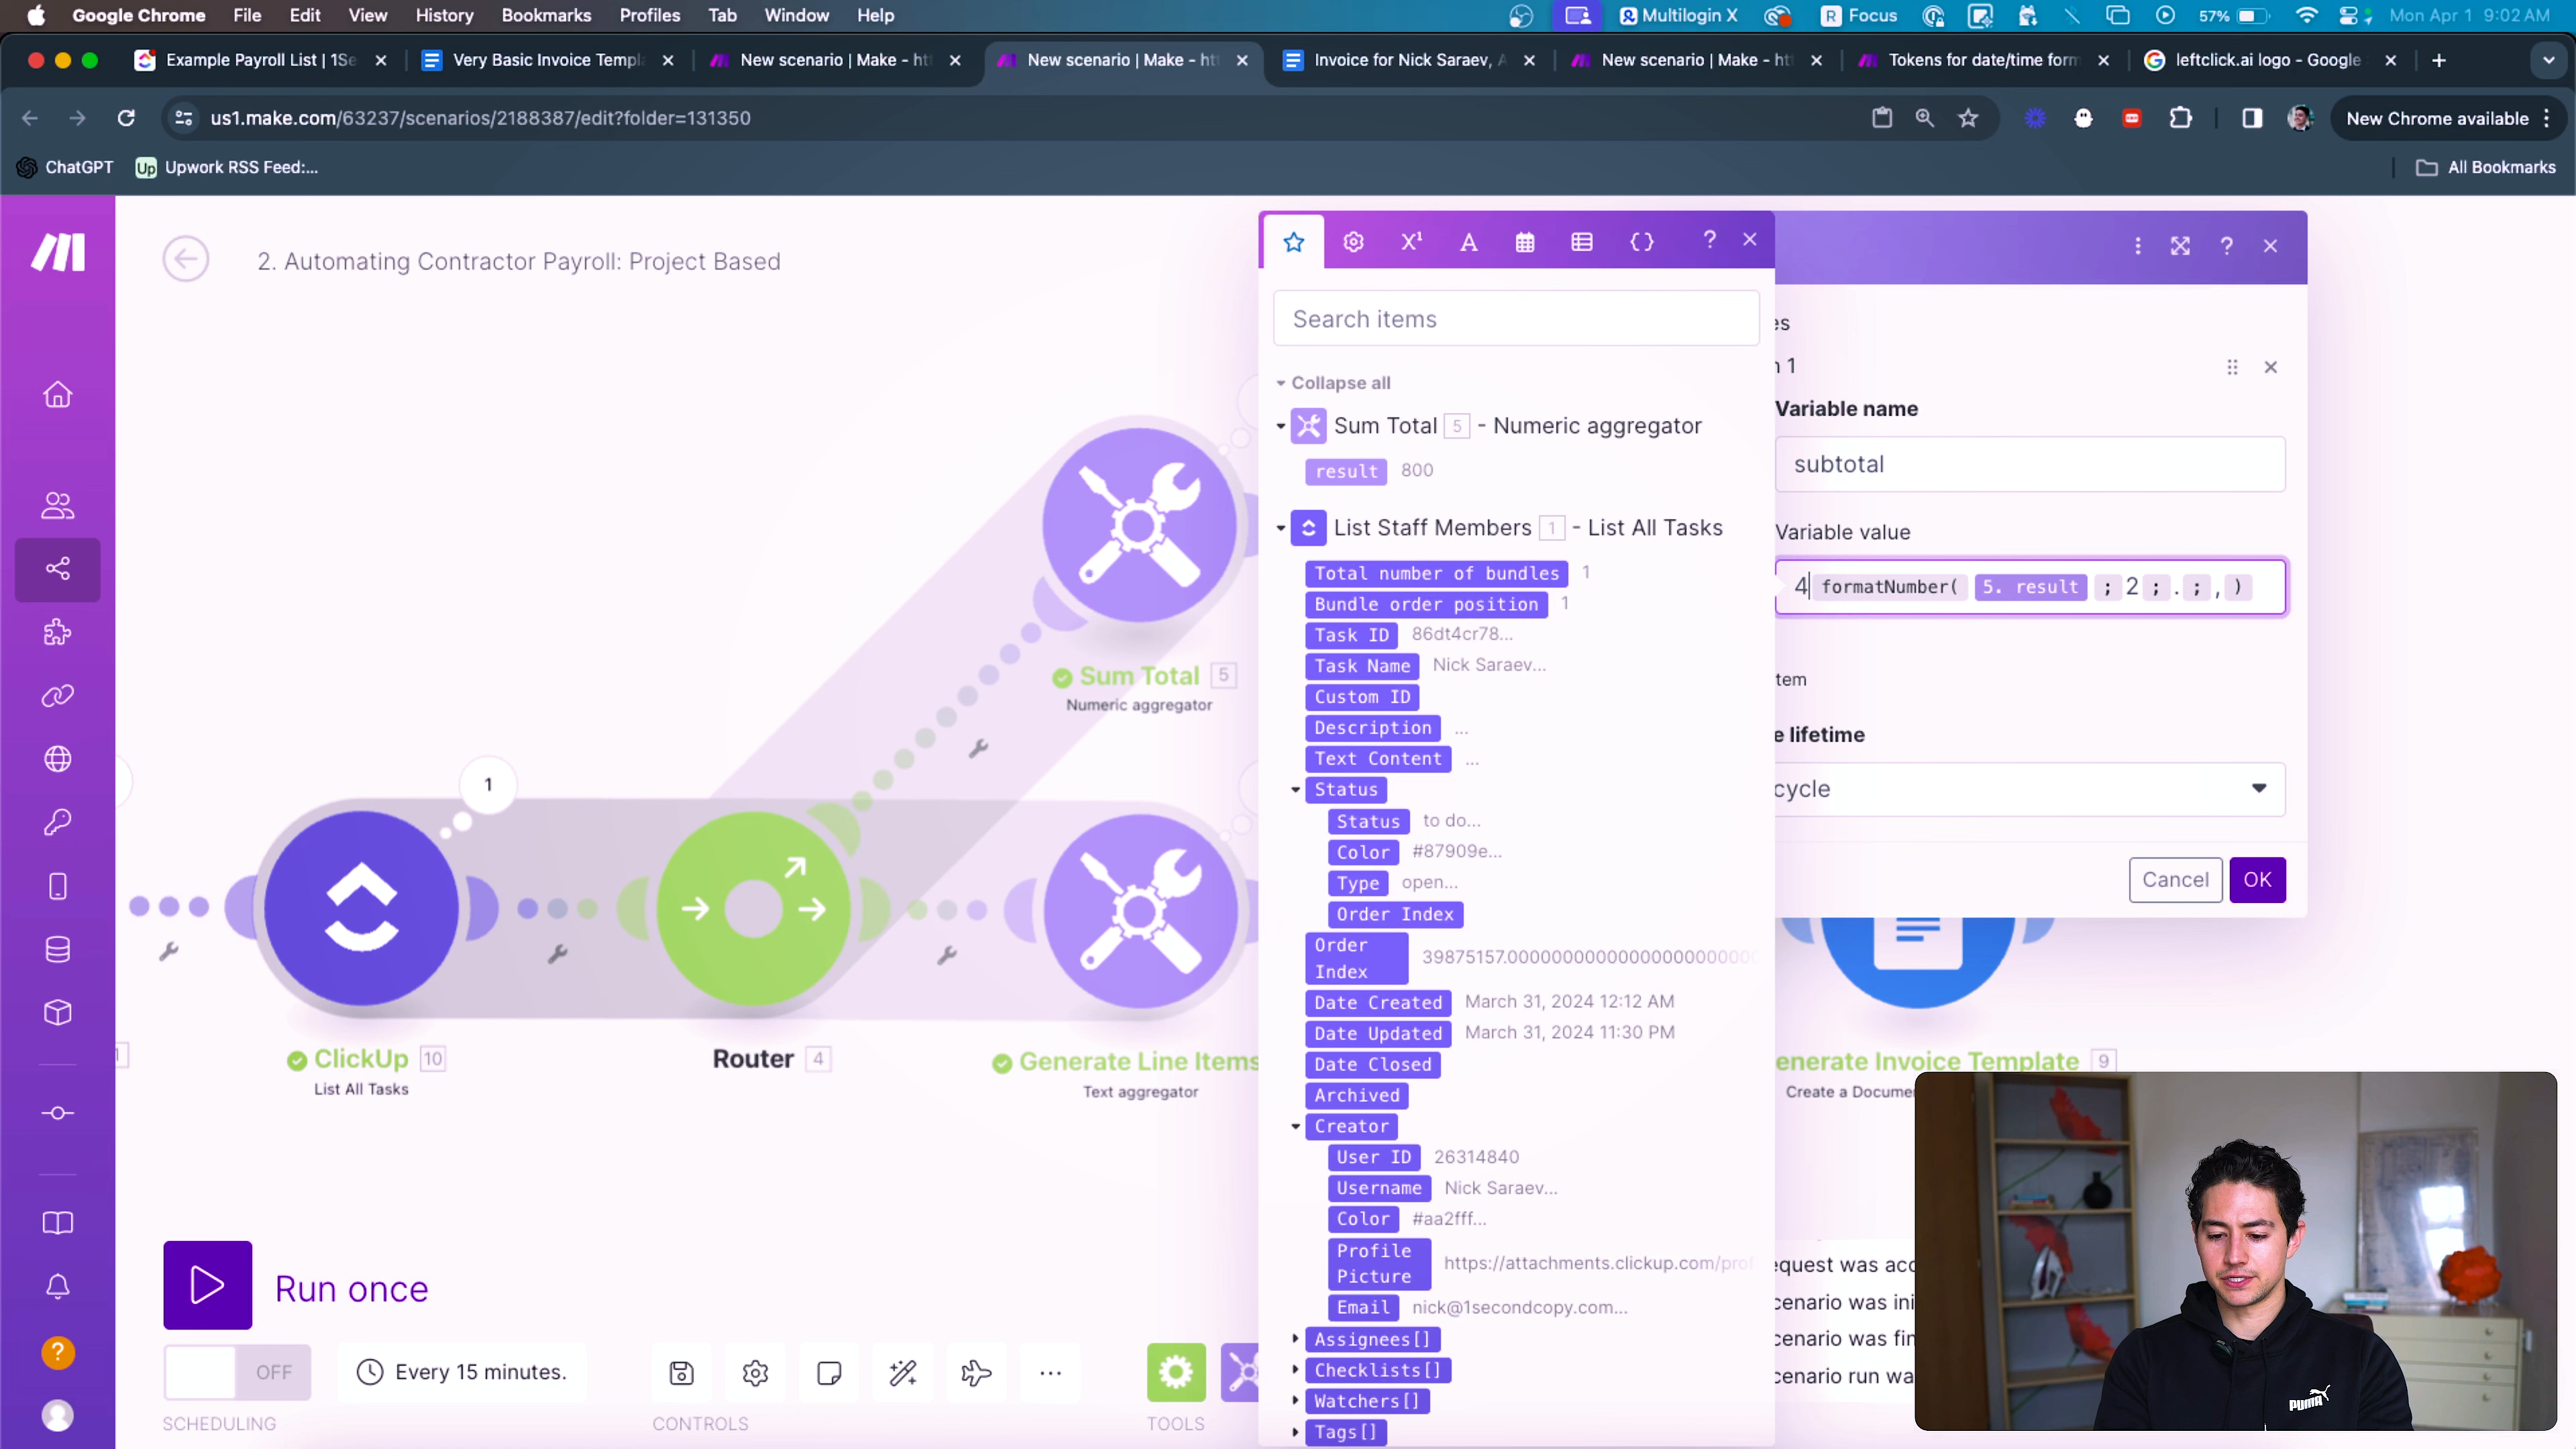 Google Chrome File Edit View History Bookmarks Profiles Tab Window Help Multilogin X Focus 57% Mon Apr 1 9:02 AM
Example Payroll List | 1Se
Very Basic Invoice Templ
New scenario | Make - htt
New scenario | Make - htt
Invoice for Nick Saraev, A
New scenario | Make - htt
Tokens for date/time form
leftclick.ai logo - Google
us1.make.com/63237/scenarios/2188387/edit?folder=131350
New Chrome available
ChatGPT
Up Upwork RSS Feed:...
All Bookmarks
2. Automating Contractor Payroll: Project Based
Search items
Collapse all
Sum Total 5 - Numeric aggregator
result 800
List Staff Members 1 - List All Tasks
Total number of bundles 1
Bundle order position 1
Task ID 86dt4cr78...
Task Name Nick Saraev...
Custom ID
Description ...
Text Content ...
Status
Status to do...
Color #87909e...
Type open...
Order Index
Order
Index
Date Created March 31, 2024 12:12 AM
Date Updated March 31, 2024 11:30 PM
Date Closed
Archived
Creator
User ID 26314840
Username Nick Saraev...
Color #aa2fff...
Profile
Picture
https://attachments.clickup.com/prof
Email nick@1secondcopy.com...
Assignees[]
Checklists[]
Watchers[]
Tags[]
es
n 1
Variable name
subtotal
Variable value
4 formatNumber( 5. result ; 2 ; . ; , )
tem
e lifetime
cycle
Cancel
OK
Sum Total 5
Numeric aggregator
1
ClickUp 10
List All Tasks
Router 4
Generate Line Items
Text aggregator
enerate Invoice Template 9
Create a Docume
Run once
OFF
Every 15 minutes.
SCHEDULING
CONTROLS
TOOLS
equest was acc
cenario was ini
cenario was fin
cenario run wa
PUMA